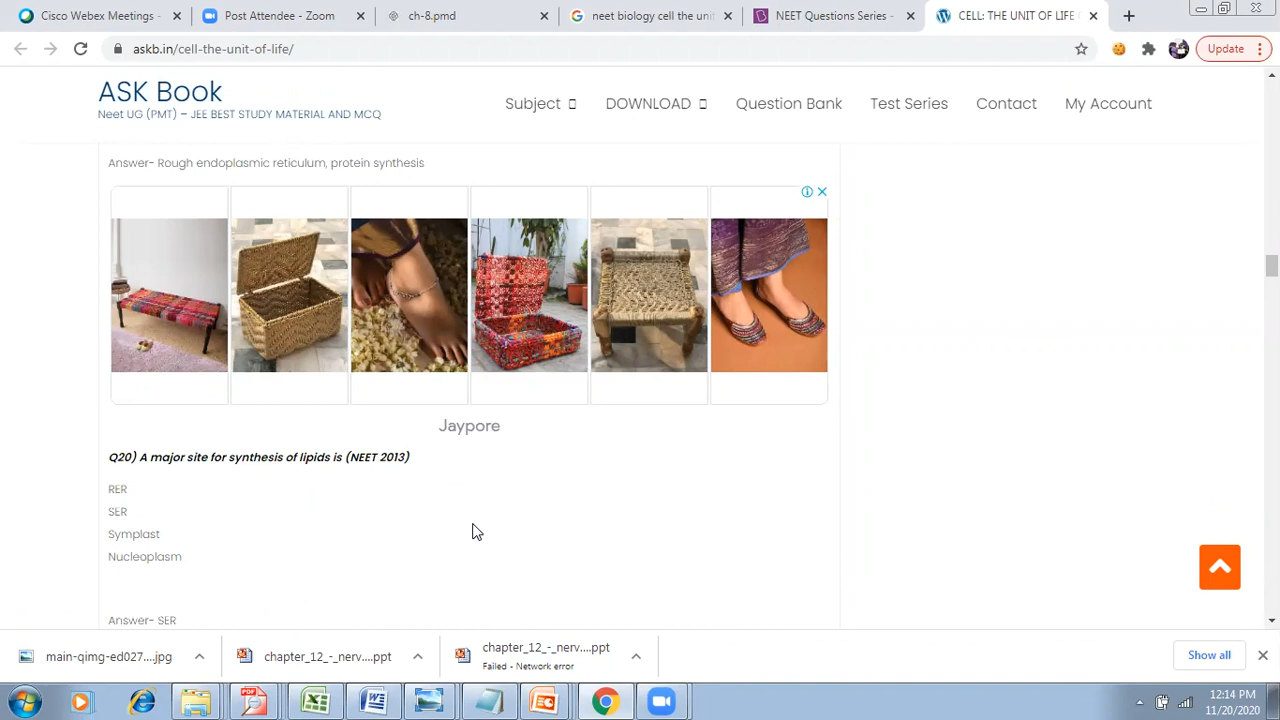 Cisco Webex Meetings -
Post Attendee - Zoom
ch-8.pmd
neet biology cell the unit
NEET Questions Series -
CELL: THE UNIT OF LIFE
askb.in/cell-the-unit-of-life/
Update
ASK Book
Neet UG (PMT) – JEE BEST STUDY MATERIAL AND MCQ
Subject
DOWNLOAD
Question Bank
Test Series
Contact
My Account
Answer- Rough endoplasmic reticulum, protein synthesis
Jaypore
Q20) A major site for synthesis of lipids is (NEET 2013)
RER
SER
Symplast
Nucleoplasm
Answer- SER
main-qimg-ed027....jpg
chapter_12_-_nerv....ppt
chapter_12_-_nerv....ppt
Failed - Network error
Show all
12:14 PM
11/20/2020